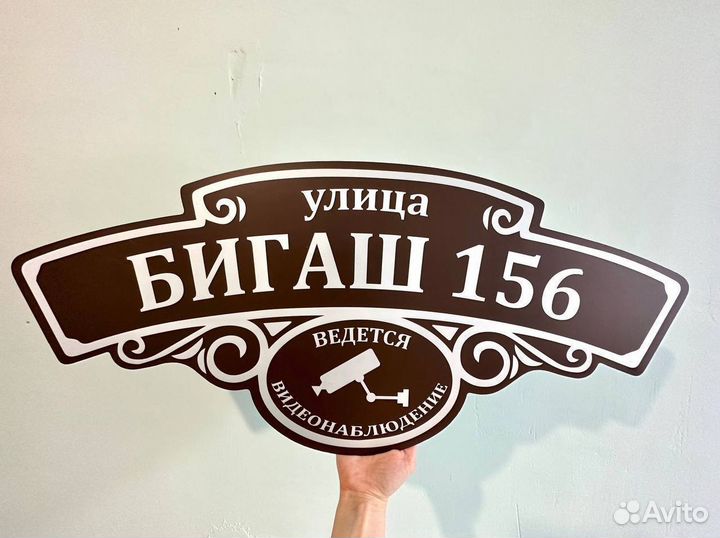 улица
БИГАШ 156
ВЕДЕТСЯ
ВИДЕОНАБЛЮДЕНИЕ
Avito